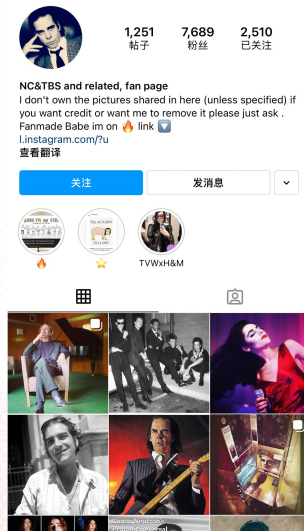 1,251 7,689 2,510
帖子 粉丝 已关注
NC&TBS and related, fan page
I don't own the pictures shared in here (unless specified) if
you want credit or want me to remove it please just ask .
Fanmade Babe im on 🔥 link 🔽
l.instagram.com/?u
查看翻译
关注 发消息
🔥 ⭐ TVWxH&M